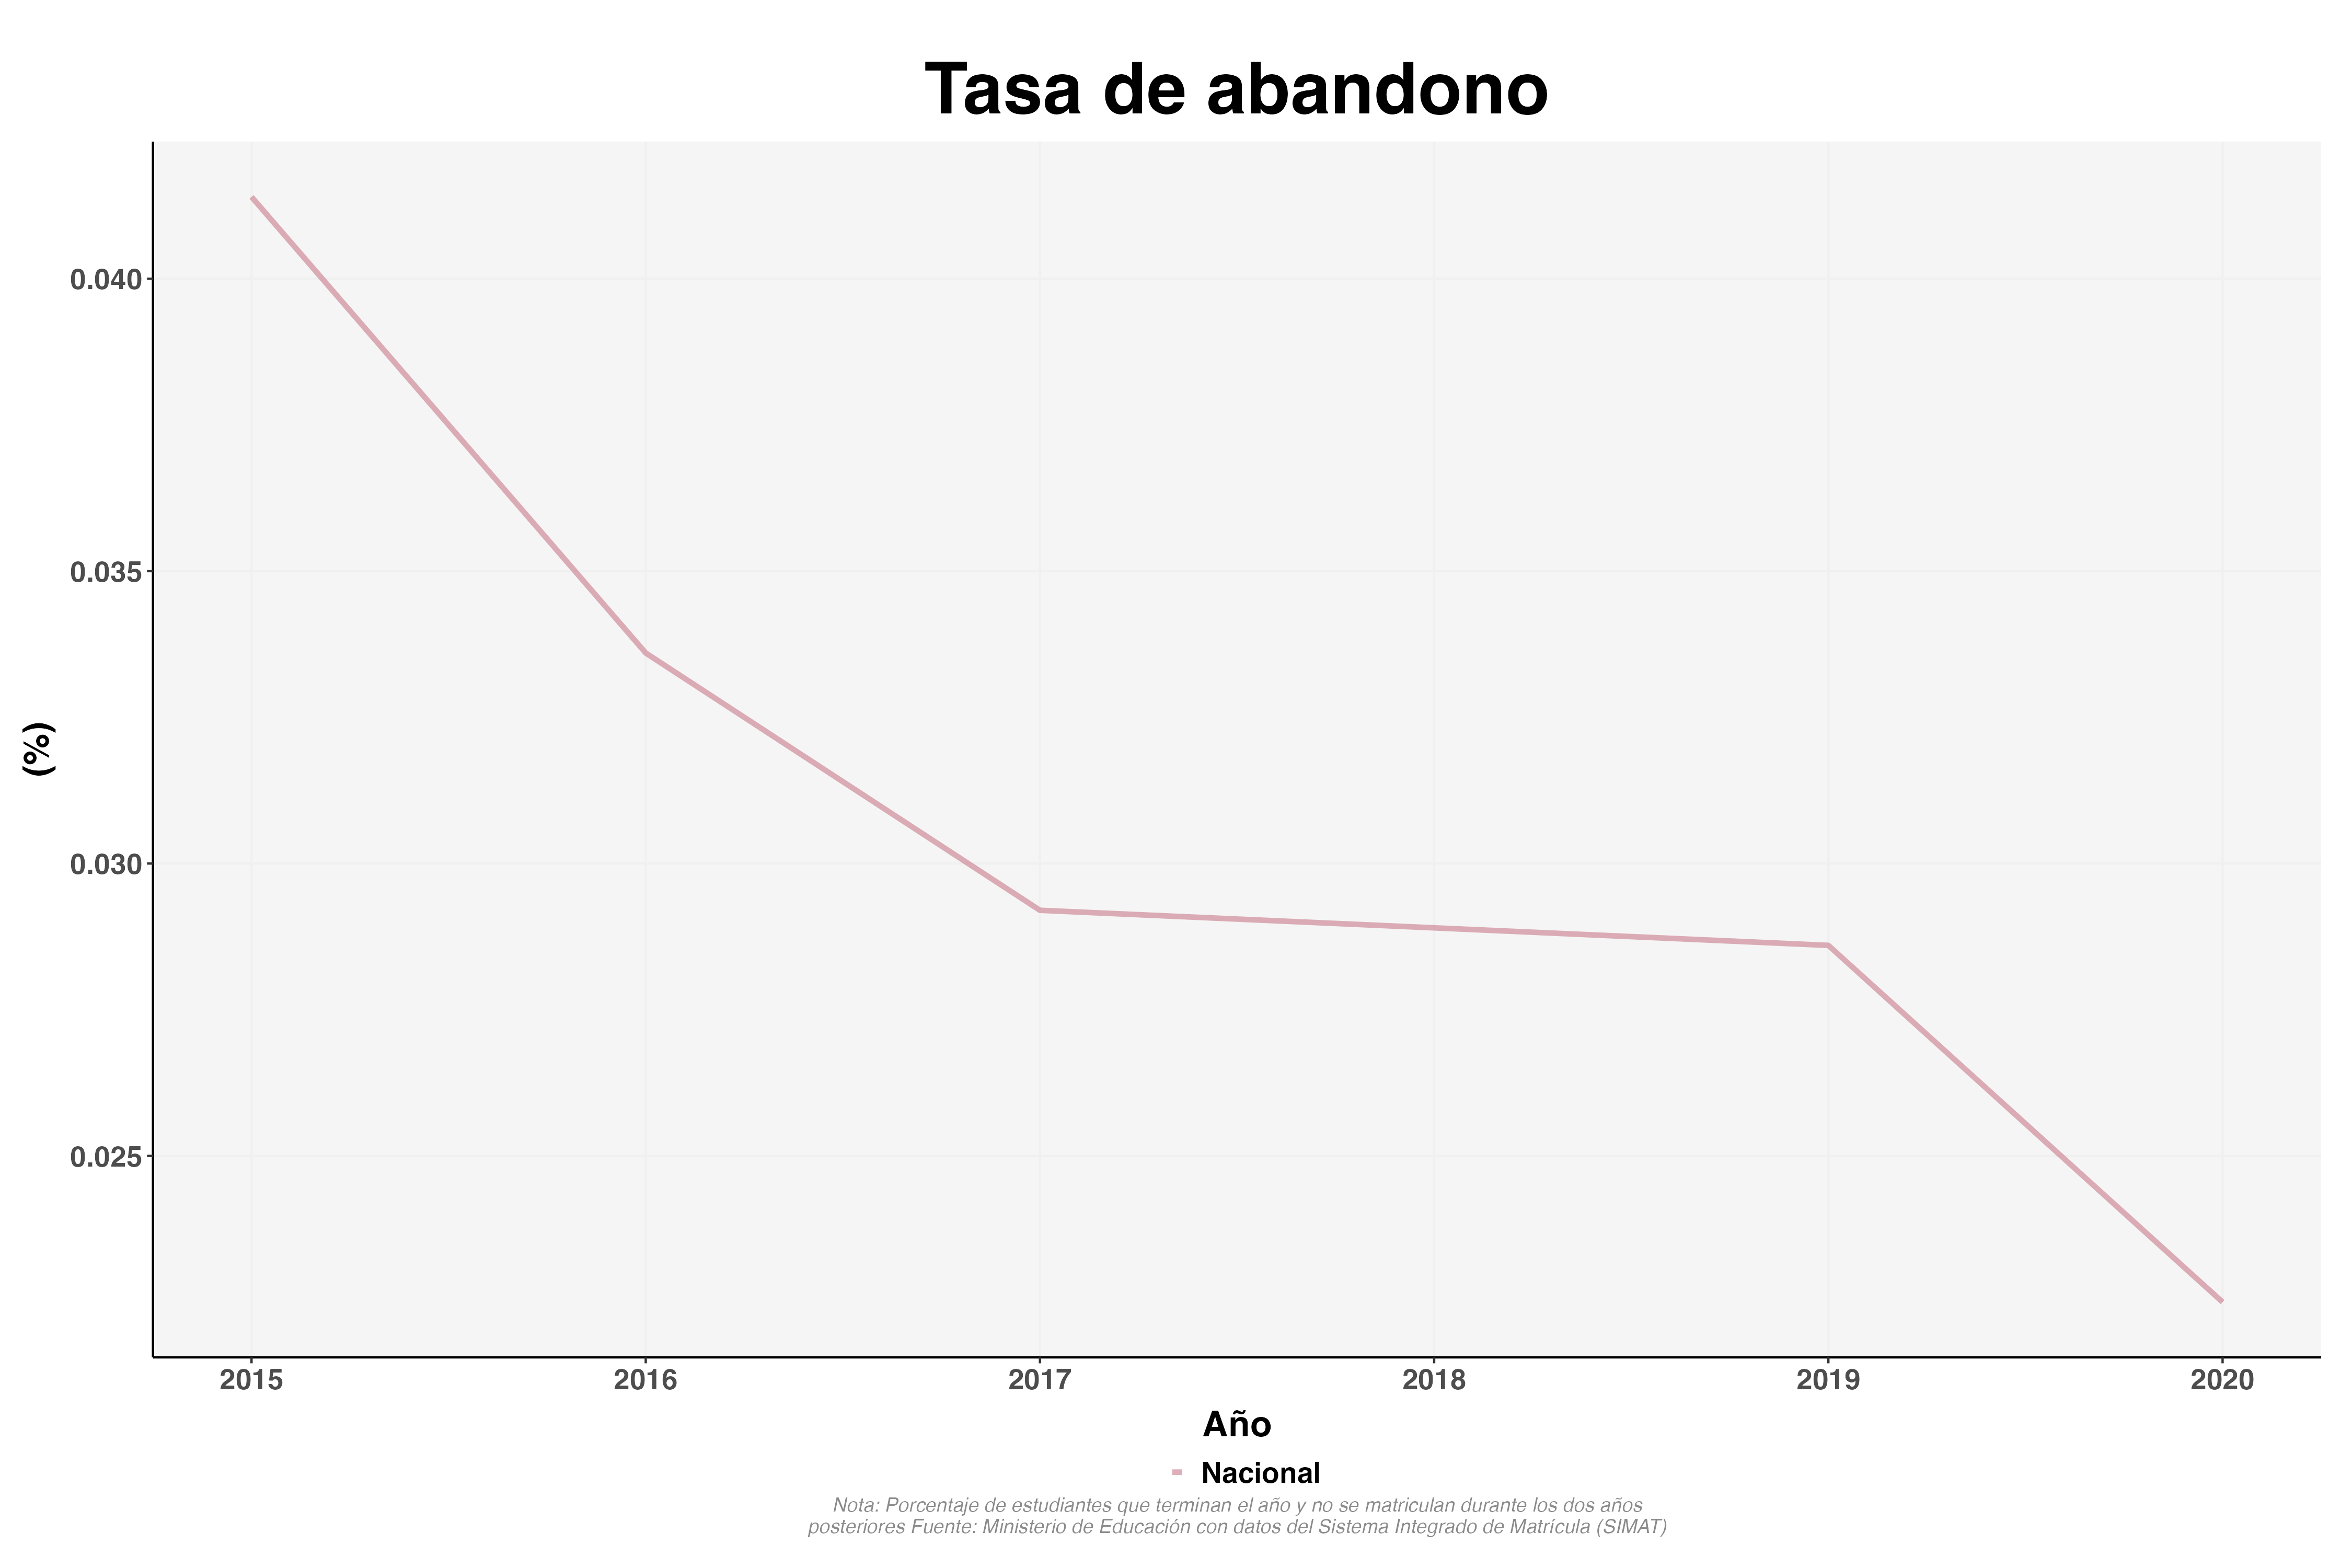 Tasa de abandono
(%)
0.040
0.035
0.030
0.025
2015 2016 2017 2018 2019 2020
Año
Nacional
Nota: Porcentaje de estudiantes que terminan el año y no se matriculan durante los dos años
posteriores Fuente: Ministerio de Educación con datos del Sistema Integrado de Matrícula (SIMAT)